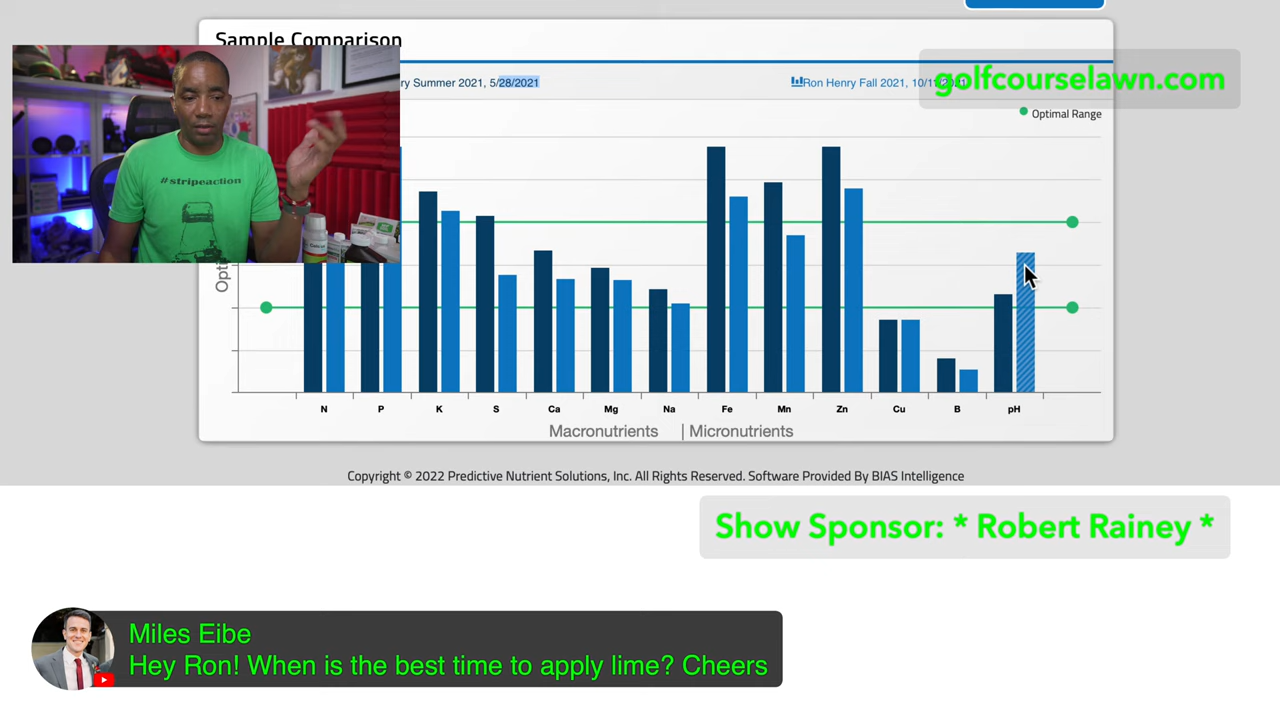 Sample Comparison
ry Summer 2021, 5/28/2021
Ron Henry Fall 2021, 10/11/2021
golfcourselawn.com
Optimal Range
#stripeaction
Opti
N P K S Ca Mg Na Fe Mn Zn Cu B pH
Macronutrients | Micronutrients
Copyright © 2022 Predictive Nutrient Solutions, Inc. All Rights Reserved. Software Provided By BIAS Intelligence
Show Sponsor: * Robert Rainey *
Miles Eibe
Hey Ron! When is the best time to apply lime? Cheers